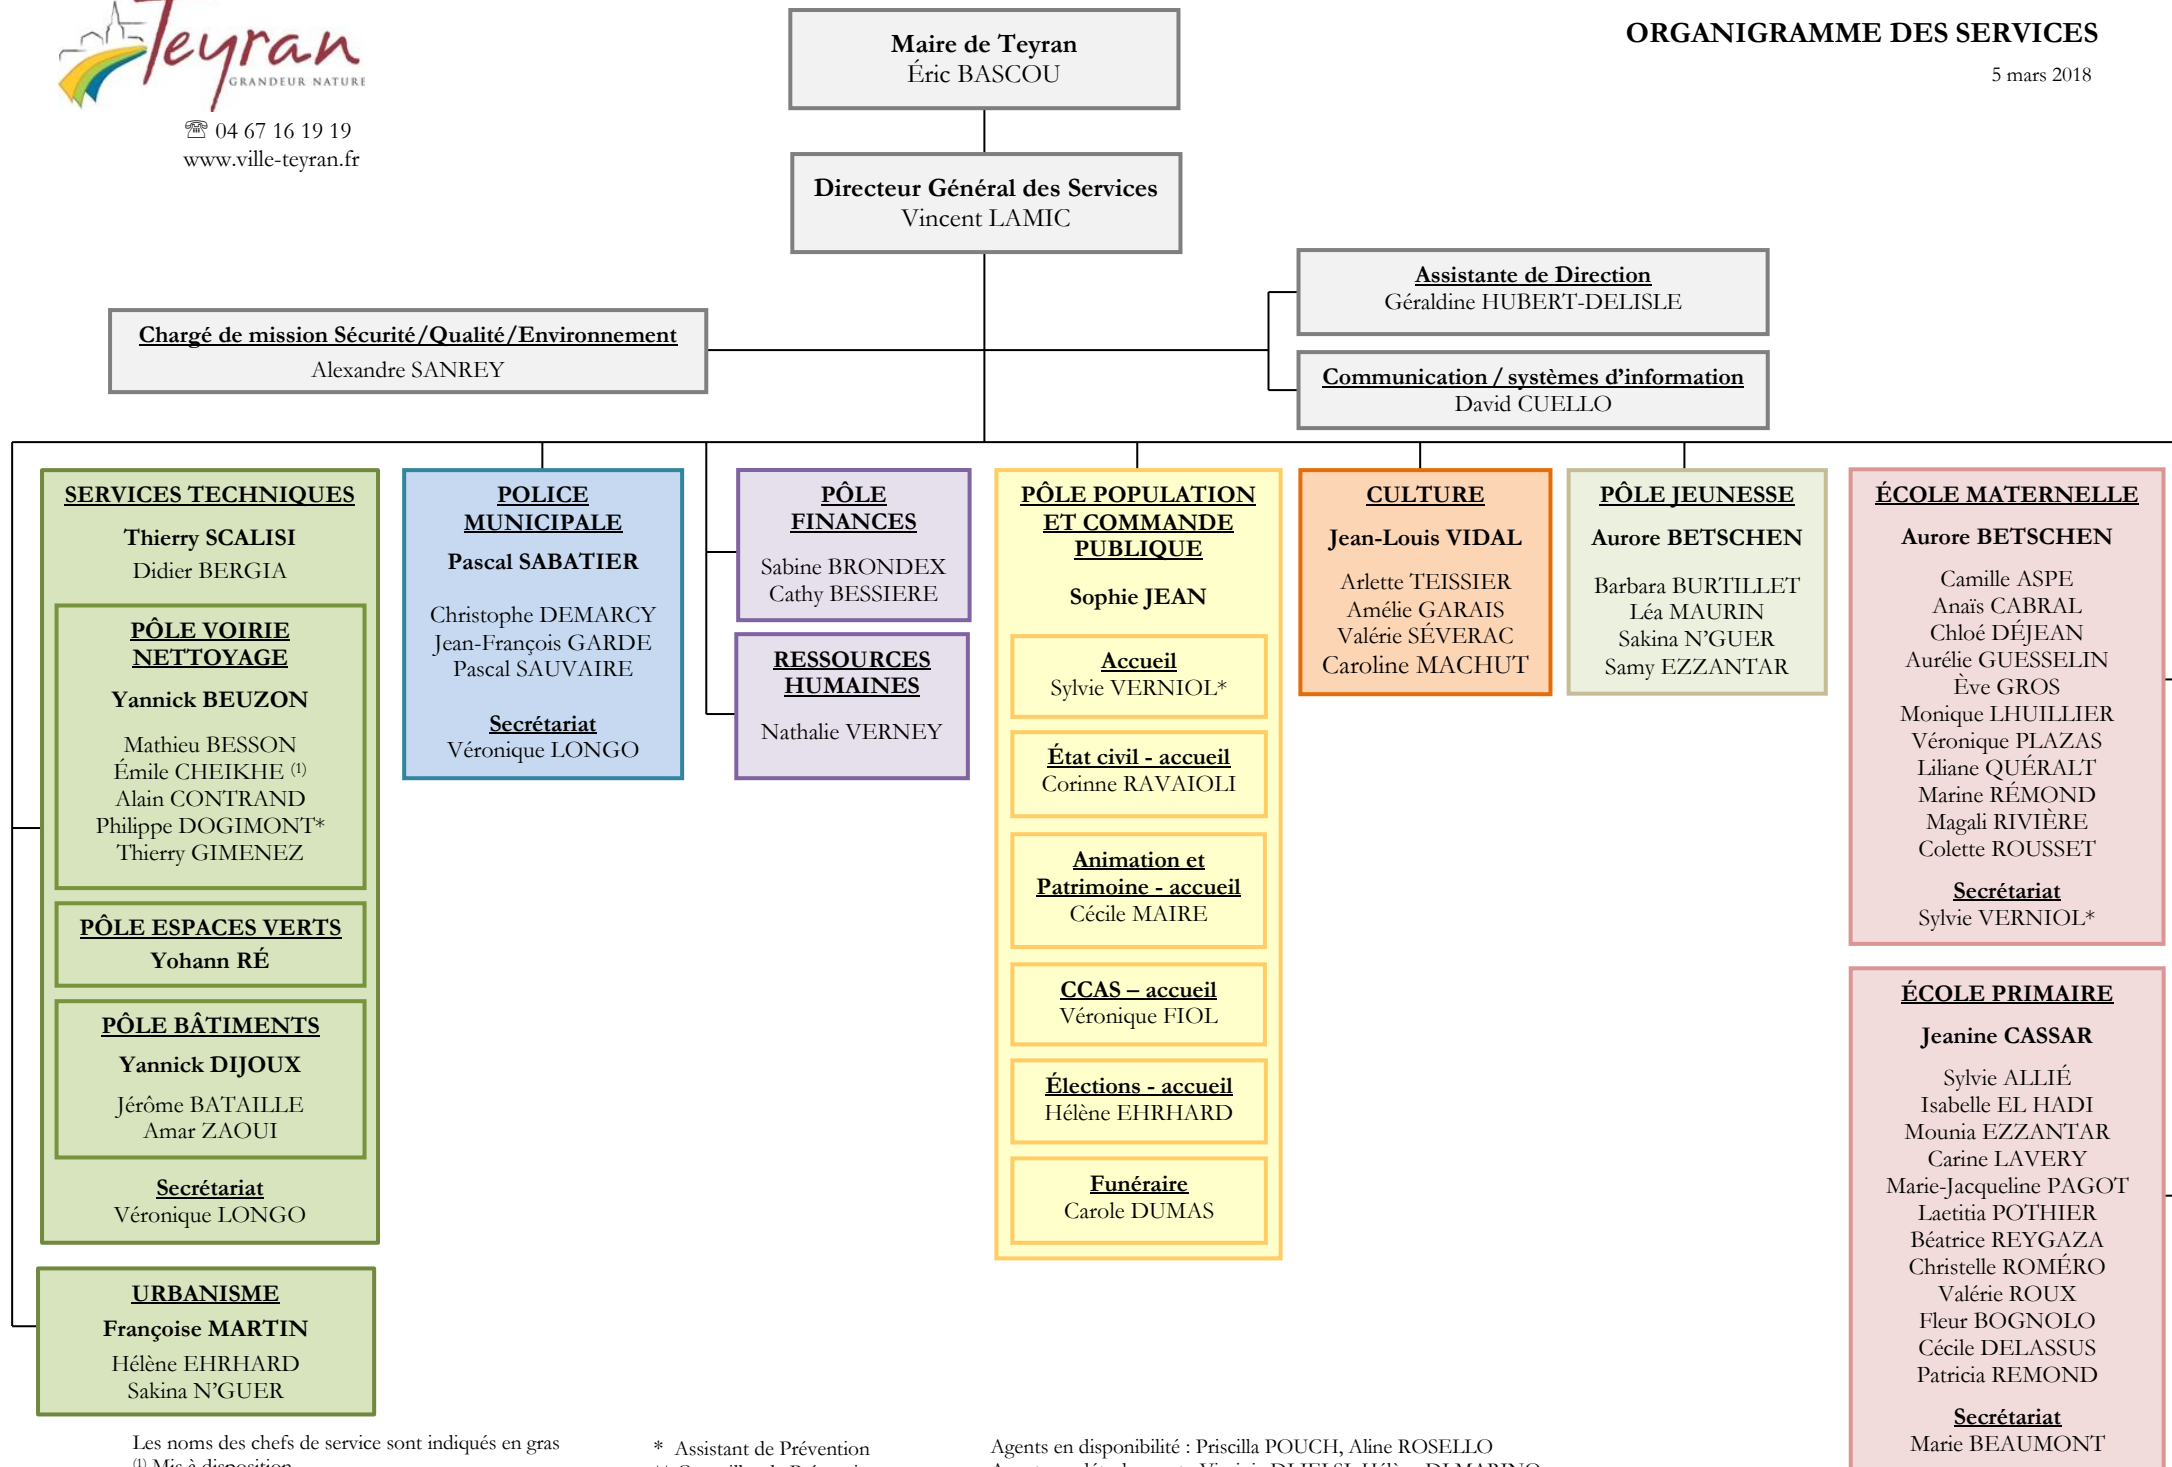 Teyran
GRANDEUR NATURE
☏ 04 67 16 19 19
www.ville-teyran.fr
ORGANIGRAMME DES SERVICES
5 mars 2018
Maire de Teyran
Éric BASCOU
Directeur Général des Services
Vincent LAMIC
Assistante de Direction
Géraldine HUBERT-DELISLE
Chargé de mission Sécurité/Qualité/Environnement
Alexandre SANREY
Communication / systèmes d'information
David CUELLO
SERVICES TECHNIQUES
Thierry SCALISI
Didier BERGIA
PÔLE VOIRIE
NETTOYAGE
Yannick BEUZON
Mathieu BESSON
Émile CHEIKHE (1)
Alain CONTRAND
Philippe DOGIMONT*
Thierry GIMENEZ
PÔLE ESPACES VERTS
Yohann RÉ
PÔLE BÂTIMENTS
Yannick DIJOUX
Jérôme BATAILLE
Amar ZAOUI
Secrétariat
Véronique LONGO
URBANISME
Françoise MARTIN
Hélène EHRHARD
Sakina N'GUER
POLICE
MUNICIPALE
Pascal SABATIER
Christophe DEMARCY
Jean-François GARDE
Pascal SAUVAIRE
Secrétariat
Véronique LONGO
PÔLE
FINANCES
Sabine BRONDEX
Cathy BESSIERE
RESSOURCES
HUMAINES
Nathalie VERNEY
PÔLE POPULATION
ET COMMANDE
PUBLIQUE
Sophie JEAN
Accueil
Sylvie VERNIOL*
État civil - accueil
Corinne RAVAIOLI
Animation et
Patrimoine - accueil
Cécile MAIRE
CCAS – accueil
Véronique FIOL
Élections - accueil
Hélène EHRHARD
Funéraire
Carole DUMAS
CULTURE
Jean-Louis VIDAL
Arlette TEISSIER
Amélie GARAIS
Valérie SÉVERAC
Caroline MACHUT
PÔLE JEUNESSE
Aurore BETSCHEN
Barbara BURTILLET
Léa MAURIN
Sakina N'GUER
Samy EZZANTAR
ÉCOLE MATERNELLE
Aurore BETSCHEN
Camille ASPE
Anaïs CABRAL
Chloé DÉJEAN
Aurélie GUESSELIN
Ève GROS
Monique LHUILLIER
Véronique PLAZAS
Liliane QUÉRALT
Marine RÉMOND
Magali RIVIÈRE
Colette ROUSSET
Secrétariat
Sylvie VERNIOL*
ÉCOLE PRIMAIRE
Jeanine CASSAR
Sylvie ALLIÉ
Isabelle EL HADI
Mounia EZZANTAR
Carine LAVERY
Marie-Jacqueline PAGOT
Laetitia POTHIER
Béatrice REYGAZA
Christelle ROMÉRO
Valérie ROUX
Fleur BOGNOLO
Cécile DELASSUS
Patricia REMOND
Secrétariat
Marie BEAUMONT
Les noms des chefs de service sont indiqués en gras
(1) Mis à disposition
* Assistant de Prévention
Agents en disponibilité : Priscilla POUCH, Aline ROSELLO